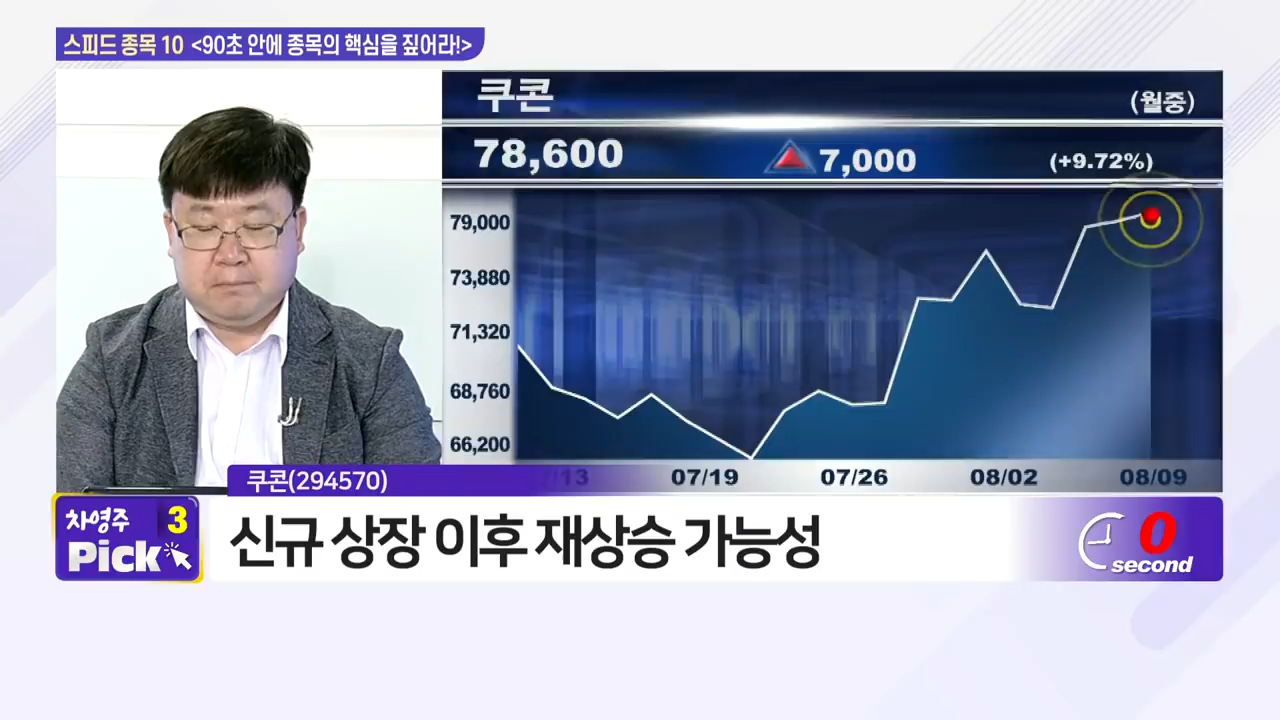 스피드 종목 10 <90초 안에 종목의 핵심을 짚어라!>
쿠콘
(월중)
78,600
7,000
(+9.72%)
79,000
73,880
71,320
68,760
66,200
/13
07/19
07/26
08/02
08/09
쿠콘(294570)
차영주 3
Pick
신규 상장 이후 재상승 가능성
0
second